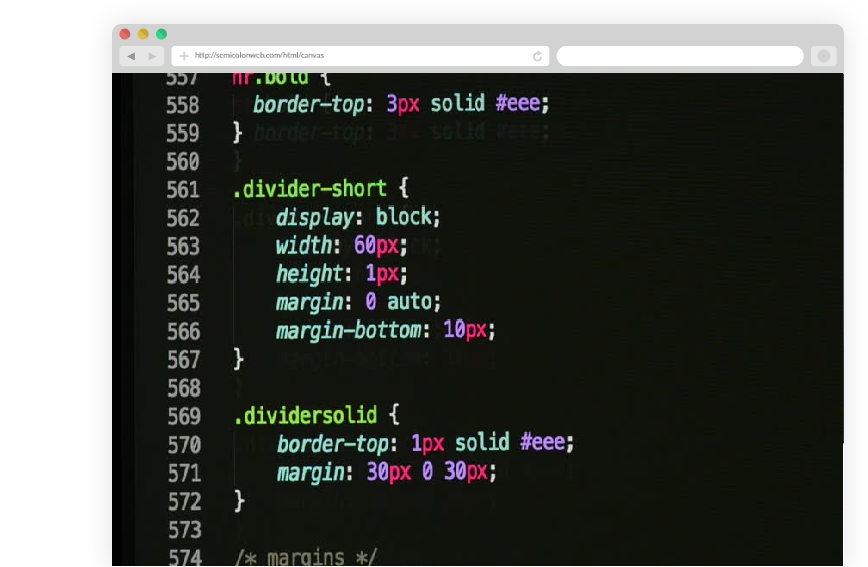 http://semicolonweb.com/html/canvas
557 hr.bold {
558 border-top: 3px solid #eee;
559 }
560
561 .divider-short {
562 display: block;
563 width: 60px;
564 height: 1px;
565 margin: 0 auto;
566 margin-bottom: 10px;
567 }
568
569 .dividersolid {
570 border-top: 1px solid #eee;
571 margin: 30px 0 30px;
572 }
573
574 /* margins */